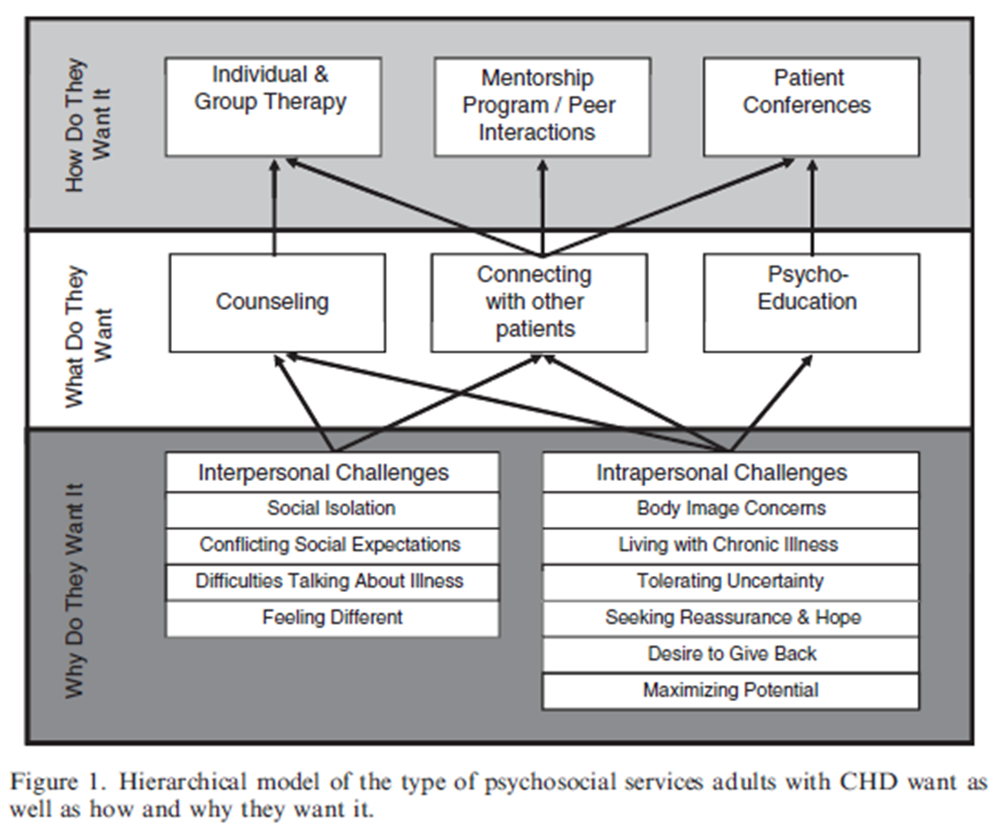 How Do They
Want It
Individual &
Group Therapy
Mentorship
Program / Peer
Interactions
Patient
Conferences
What Do They
Want
Counseling
Connecting
with other
patients
Psycho-
Education
Why Do They Want It
Interpersonal Challenges
Social Isolation
Conflicting Social Expectations
Difficulties Talking About Illness
Feeling Different
Intrapersonal Challenges
Body Image Concerns
Living with Chronic Illness
Tolerating Uncertainty
Seeking Reassurance & Hope
Desire to Give Back
Maximizing Potential
Figure 1. Hierarchical model of the type of psychosocial services adults with CHD want as
well as how and why they want it.